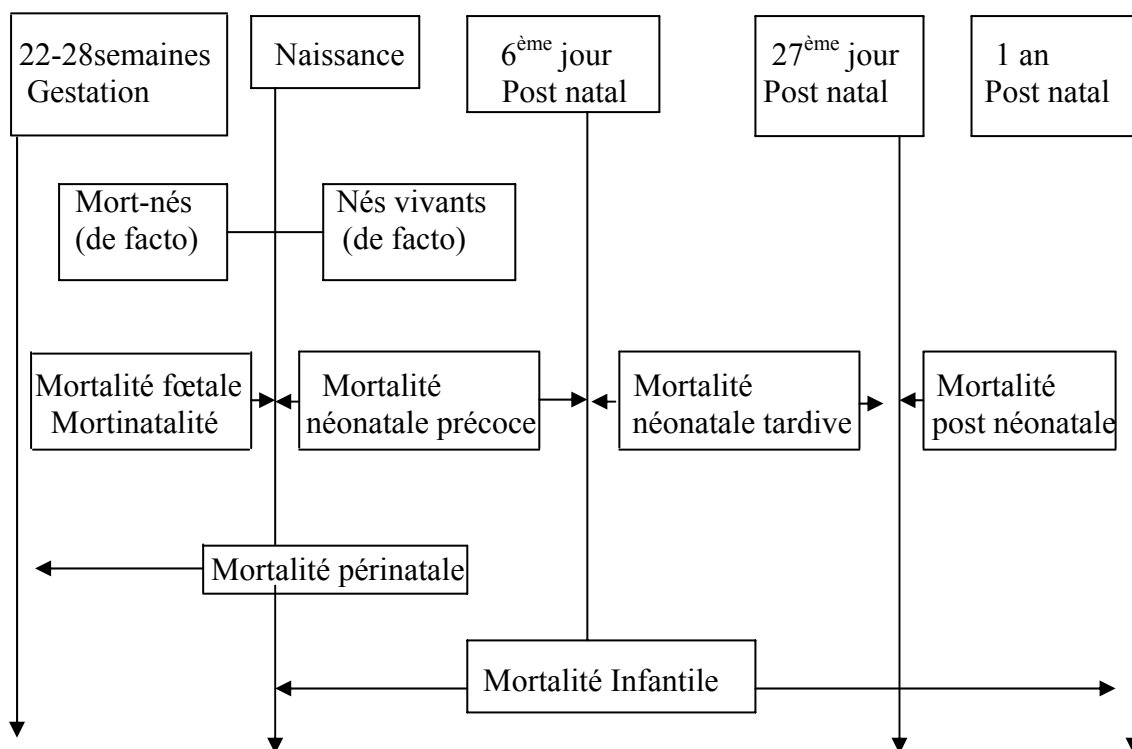 22-28semaines
Gestation
Naissance
6ème jour
Post natal
27ème jour
Post natal
1 an
Post natal
Mort-nés
(de facto)
Nés vivants
(de facto)
Mortalité fœtale
Mortinatalité
Mortalité
néonatale précoce
Mortalité
néonatale tardive
Mortalité
post néonatale
Mortalité périnatale
Mortalité Infantile